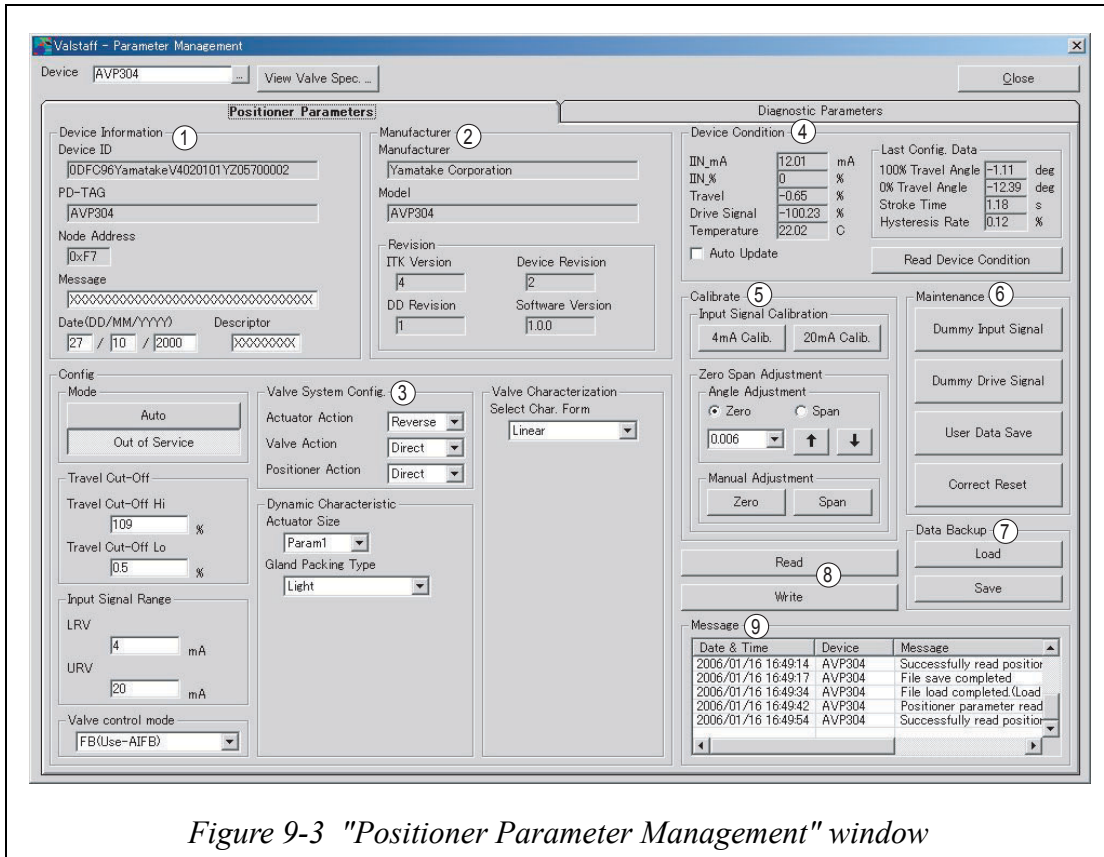 Valstaff - Parameter Management
Device AVP304 ... View Valve Spec. ... Close
Positioner Parameters Diagnostic Parameters
Device Information ①
Device ID
0DFC96YamatakeV4020101YZ05700002
PD-TAG
AVP304
Node Address
0xF7
Message
XXXXXXXXXXXXXXXXXXXXXXXXXXXXXXXX
Date(DD/MM/YYYY) Descriptor
27 / 10 / 2000 XXXXXXXX
Manufacturer ②
Manufacturer
Yamatake Corporation
Model
AVP304
Revision
ITK Version Device Revision
4 2
DD Revision Software Version
1 1.0.0
Config
Mode
Auto
Out of Service
Travel Cut-Off
Travel Cut-Off Hi
109 %
Travel Cut-Off Lo
0.5 %
Input Signal Range
LRV
4 mA
URV
20 mA
Valve control mode
FB(Use-AIFB)
Valve System Config. ③
Actuator Action Reverse
Valve Action Direct
Positioner Action Direct
Dynamic Characteristic
Actuator Size
Param1
Gland Packing Type
Light
Valve Characterization
Select Char. Form
Linear
Device Condition ④
IIN_mA 12.01 mA
IIN_% 0 %
Travel -0.65 %
Drive Signal -100.23 %
Temperature 22.02 C
Auto Update
Last Config. Data
100% Travel Angle -1.11 deg
0% Travel Angle -12.39 deg
Stroke Time 1.18 s
Hysteresis Rate 0.12 %
Read Device Condition
Calibrate ⑤
Input Signal Calibration
4mA Calib. 20mA Calib.
Zero Span Adjustment
Angle Adjustment
Zero Span
0.006 ↑ ↓
Manual Adjustment
Zero Span
Maintenance ⑥
Dummy Input Signal
Dummy Drive Signal
User Data Save
Correct Reset
Data Backup ⑦
Load
Save
Read
⑧
Write
Message ⑨
Date & Time Device Message
2006/01/16 16:49:14 AVP304 Successfully read position
2006/01/16 16:49:17 AVP304 File save completed
2006/01/16 16:49:34 AVP304 File load completed.(Load
2006/01/16 16:49:42 AVP304 Positioner parameter read
2006/01/16 16:49:54 AVP304 Successfully read position
Figure 9-3 "Positioner Parameter Management" window